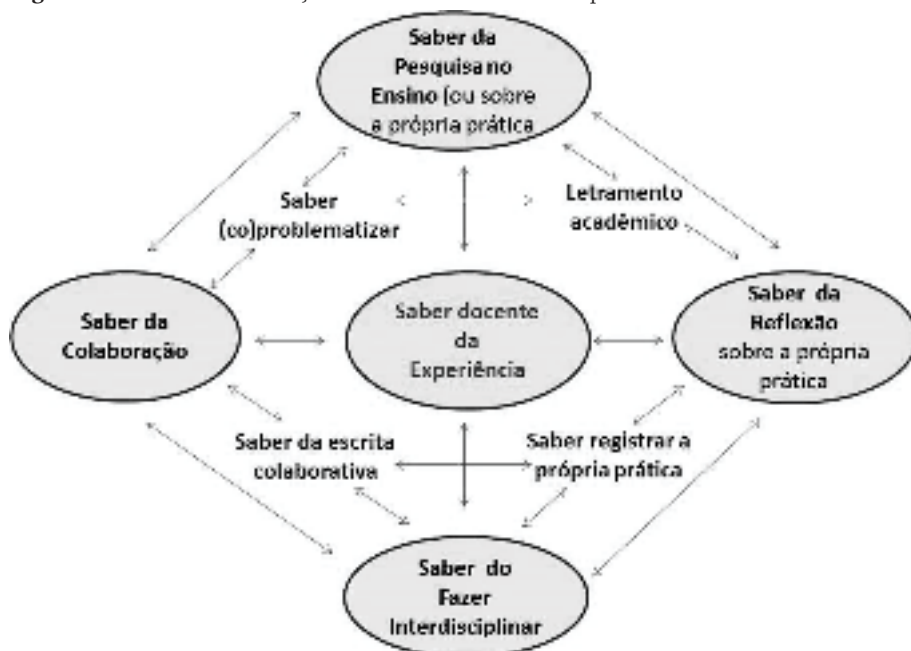 Saber da
Pesquisa no
Ensino (ou sobre
a própria prática
Saber
(co)problematizar
Letramento
acadêmico
Saber da
Colaboração
Saber docente
da
Experiência
Saber da
Reflexão
sobre a própria
prática
Saber da escrita
colaborativa
Saber registrar a
própria prática
Saber do
Fazer
Interdisciplinar